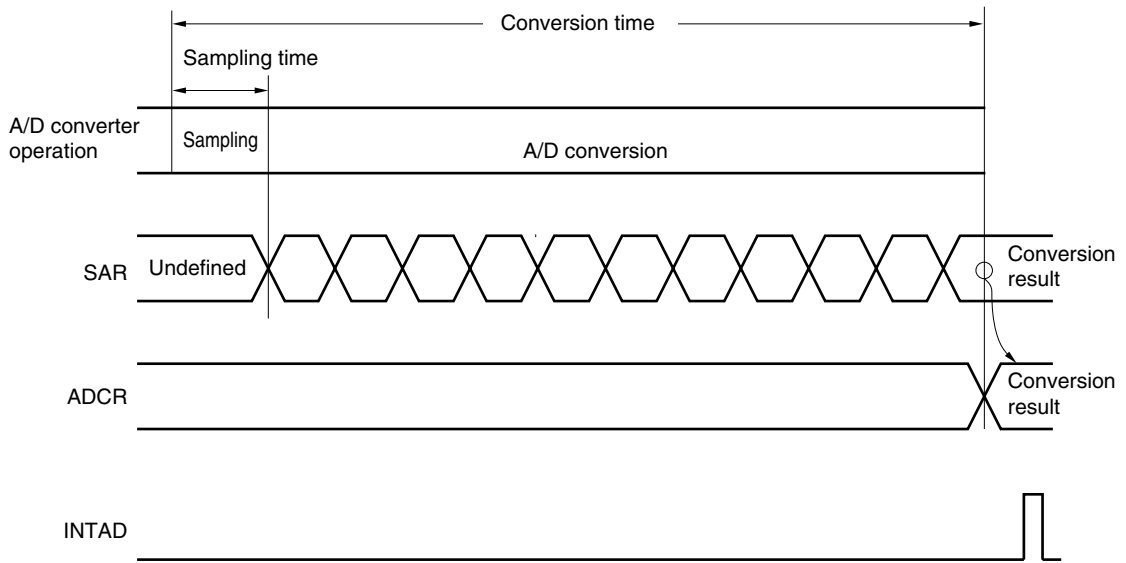 Conversion time
Sampling time
A/D converter
operation
Sampling
A/D conversion
SAR
Undefined
Conversion
result
ADCR
Conversion
result
INTAD